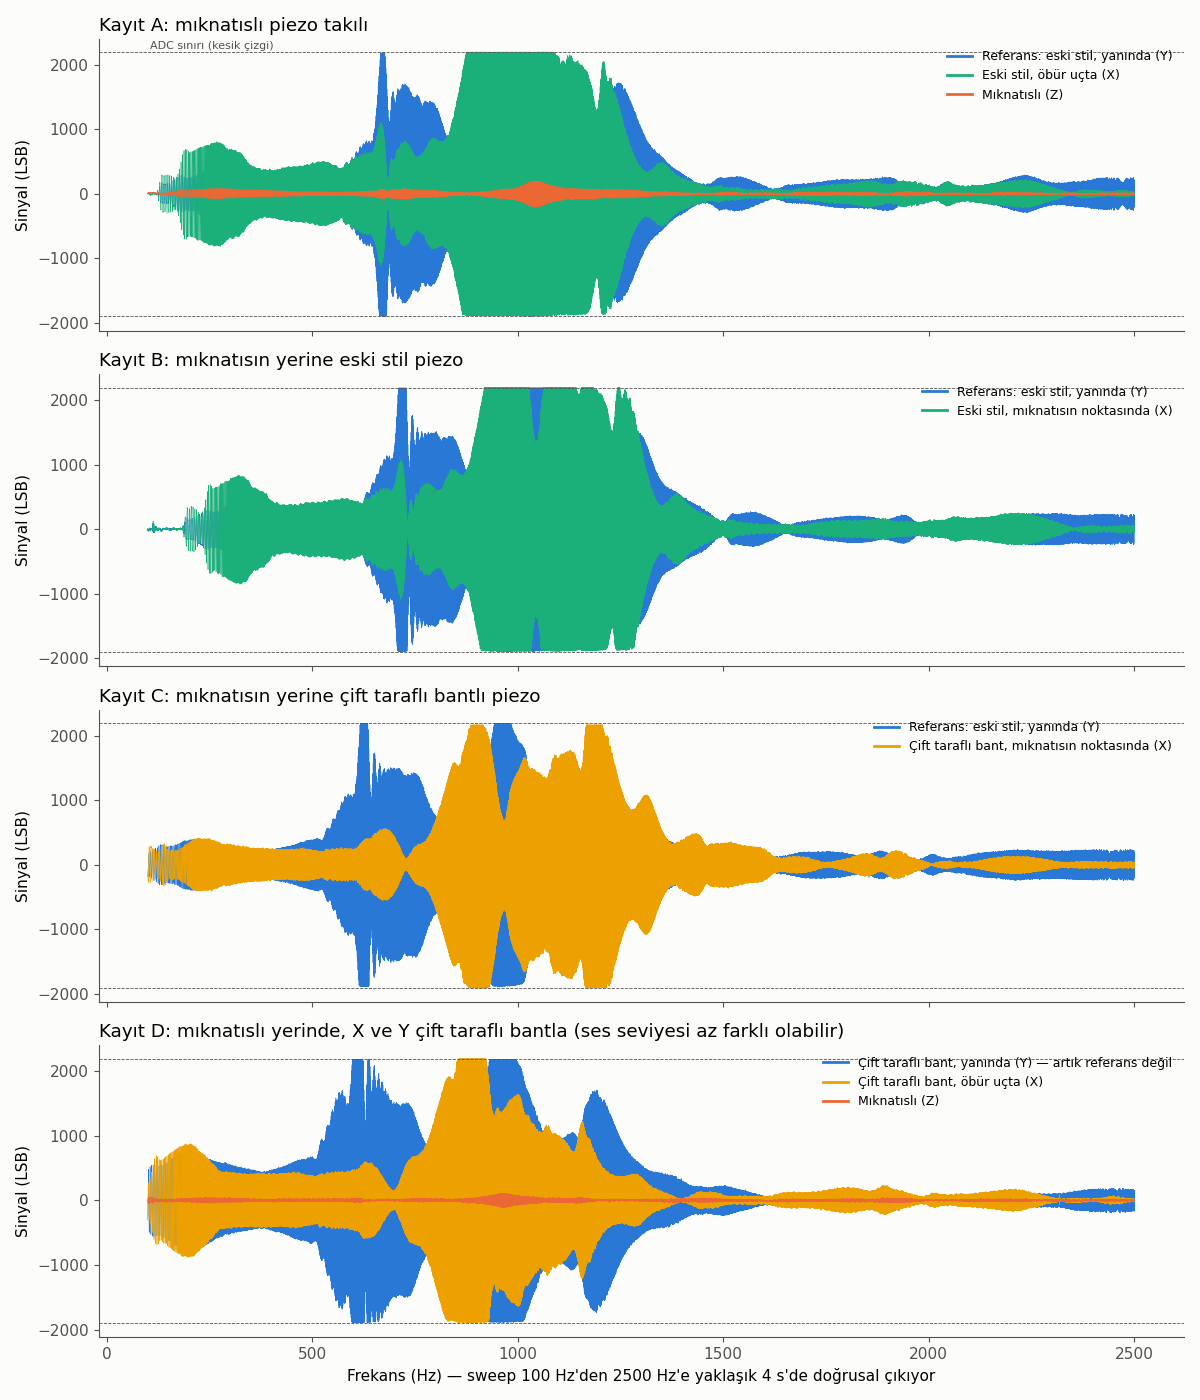 Kayıt A: mıknatıslı piezo takılı
ADC sınırı (kesik çizgi)
Referans: eski stil, yanında (Y)
Eski stil, öbür uçta (X)
Mıknatıslı (Z)
Sinyal (LSB)
2000
1000
0
−1000
−2000
Kayıt B: mıknatısın yerine eski stil piezo
Referans: eski stil, yanında (Y)
Eski stil, mıknatısın noktasında (X)
Sinyal (LSB)
2000
1000
0
−1000
−2000
Kayıt C: mıknatısın yerine çift taraflı bantlı piezo
Referans: eski stil, yanında (Y)
Çift taraflı bant, mıknatısın noktasında (X)
Sinyal (LSB)
2000
1000
0
−1000
−2000
Kayıt D: mıknatıslı yerinde, X ve Y çift taraflı bantla (ses seviyesi az farklı olabilir)
Çift taraflı bant, yanında (Y) — artık referans değil
Çift taraflı bant, öbür uçta (X)
Mıknatıslı (Z)
Sinyal (LSB)
2000
1000
0
−1000
−2000
0 500 1000 1500 2000 2500
Frekans (Hz) — sweep 100 Hz'den 2500 Hz'e yaklaşık 4 s'de doğrusal çıkıyor